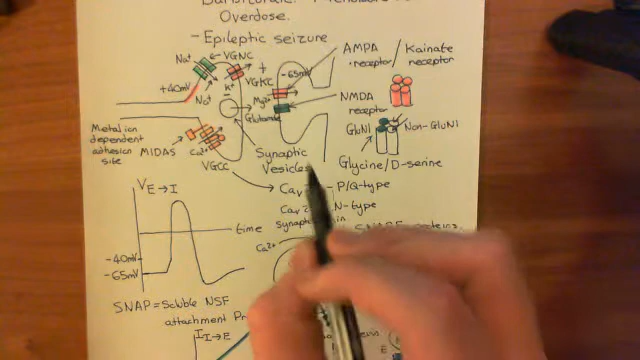 Overdose.
- Epileptic seizure
Na+
VGNC
+
VGKC
K+
+40mV
Na+
-65mV
AMPA / Kainate
receptor receptor
Mg2+
Glutamate
NMDA
receptor
GluN1
Non-GluN1
Metal ion
dependent
adhesion
site
MIDAS
Ca2+
VGCC
Synaptic
Glycine/D-serine
Cav - P/Q-type
Cav N-type
VE→I
time
-40mV
-65mV
Ca2+
SNAP = Soluble NSF
attachment
II→E
E